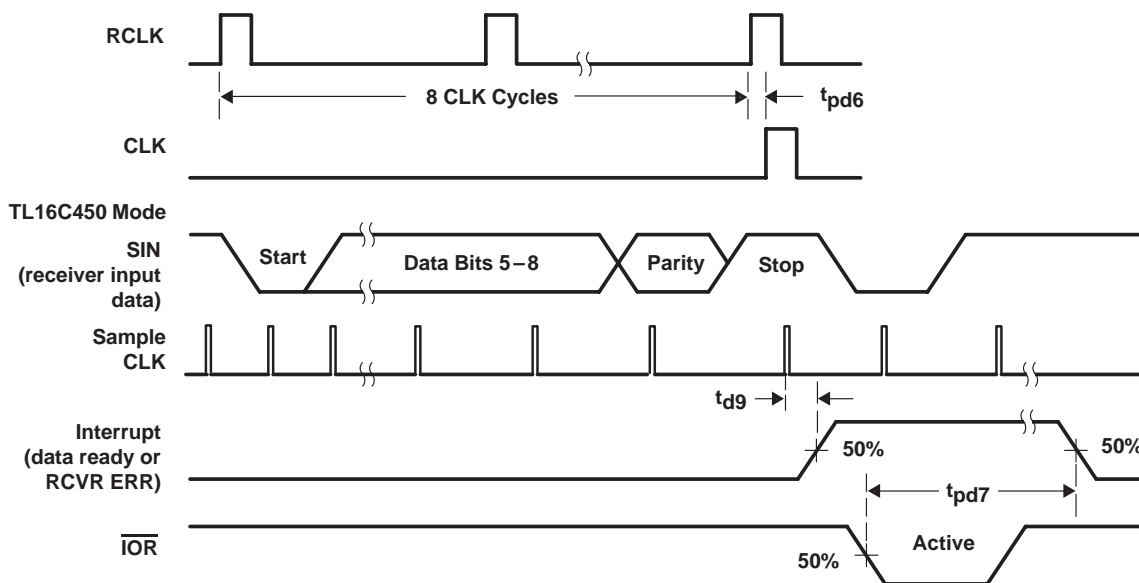 RCLK
8 CLK Cycles
tpd6
CLK
TL16C450 Mode
SIN
(receiver input
data)
Start
Data Bits 5–8
Parity
Stop
Sample
CLK
td9
Interrupt
(data ready or
RCVR ERR)
50%
50%
tpd7
IOR
50%
Active